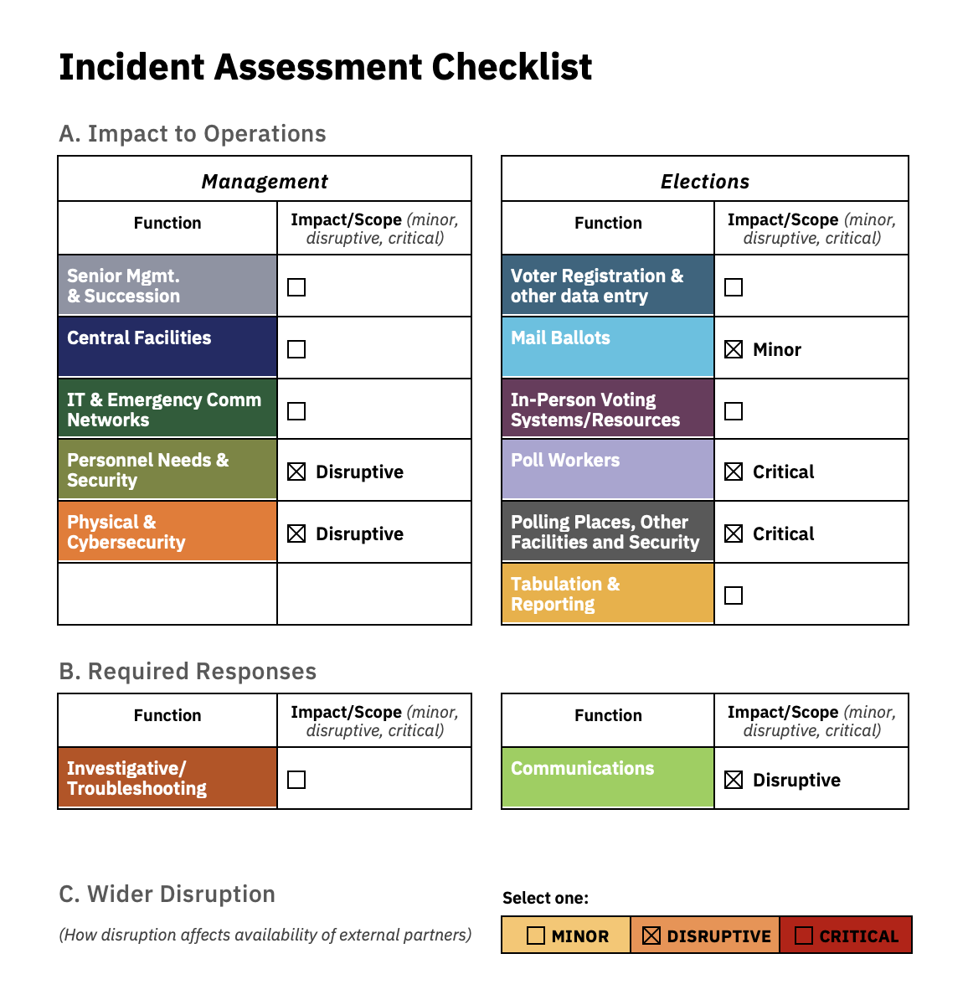 Incident Assessment Checklist
A. Impact to Operations
Management
Function
Impact/Scope (minor,
disruptive, critical)
Senior Mgmt.
& Succession
Central Facilities
IT & Emergency Comm
Networks
Personnel Needs &
Security
Disruptive
Physical &
Cybersecurity
Disruptive
Elections
Function
Impact/Scope (minor,
disruptive, critical)
Voter Registration &
other data entry
Mail Ballots
Minor
In-Person Voting
Systems/Resources
Poll Workers
Critical
Polling Places, Other
Facilities and Security
Critical
Tabulation &
Reporting
B. Required Responses
Function
Impact/Scope (minor,
disruptive, critical)
Investigative/
Troubleshooting
Function
Impact/Scope (minor,
disruptive, critical)
Communications
Disruptive
C. Wider Disruption
(How disruption affects availability of external partners)
Select one:
MINOR
DISRUPTIVE
CRITICAL